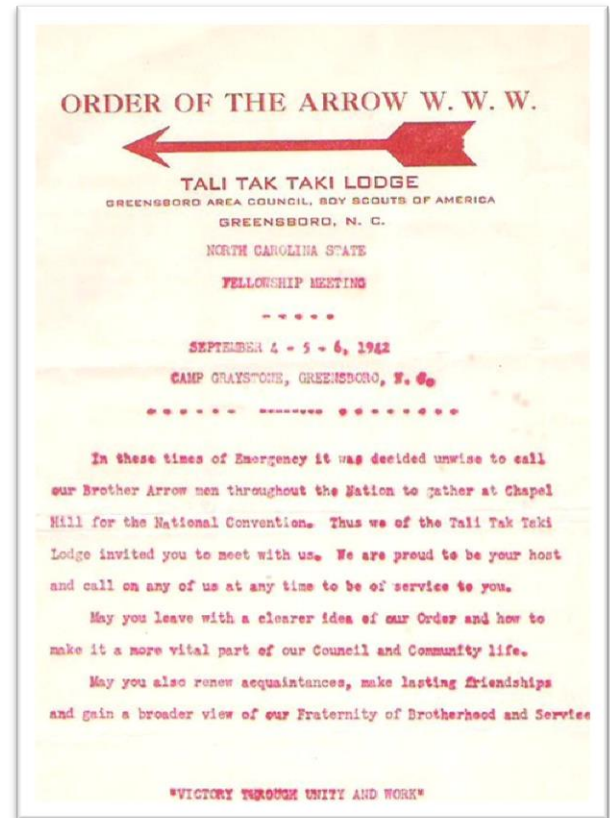 ORDER OF THE ARROW W. W. W.
TALI TAK TAKI LODGE
GREENSBORO AREA COUNCIL, BOY SCOUTS OF AMERICA
GREENSBORO, N. C.
NORTH CAROLINA STATE
FELLOWSHIP MEETING
- - - - -
SEPTEMBER 4 - 5 - 6, 1942
CAMP GRAYSTONE, GREENSBORO, N. C.
In these times of Emergency it was decided unwise to call
our Brother Arrow men throughout the Nation to gather at Chapel
Hill for the National Convention. Thus we of the Tali Tak Taki
Lodge invited you to meet with us. We are proud to be your host
and call on any of us at any time to be of service to you.
May you leave with a clearer idea of our Order and how to
make it a more vital part of our Council and Community life.
May you also renew acquaintances, make lasting friendships
and gain a broader view of our Fraternity of Brotherhood and Service
"VICTORY THROUGH UNITY AND WORK"